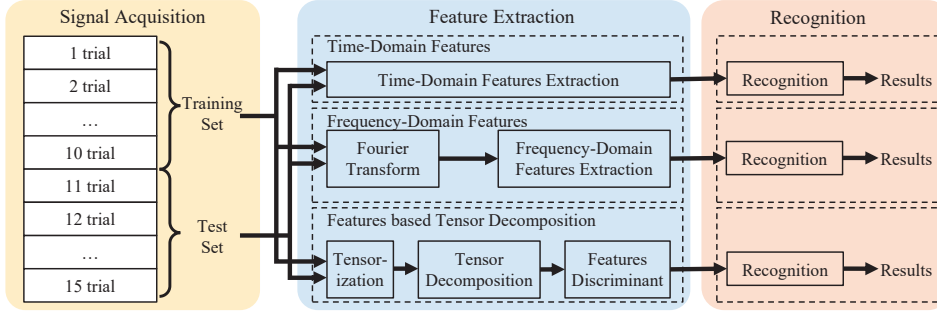 Signal Acquisition
1 trial
2 trial
…
10 trial
11 trial
12 trial
…
15 trial
Training
Set
Test
Set
Feature Extraction
Time-Domain Features
Time-Domain Features Extraction
Frequency-Domain Features
Fourier
Transform
Frequency-Domain
Features Extraction
Features based Tensor Decomposition
Tensor-
ization
Tensor
Decomposition
Features
Discriminant
Recognition
Recognition
Results
Recognition
Results
Recognition
Results